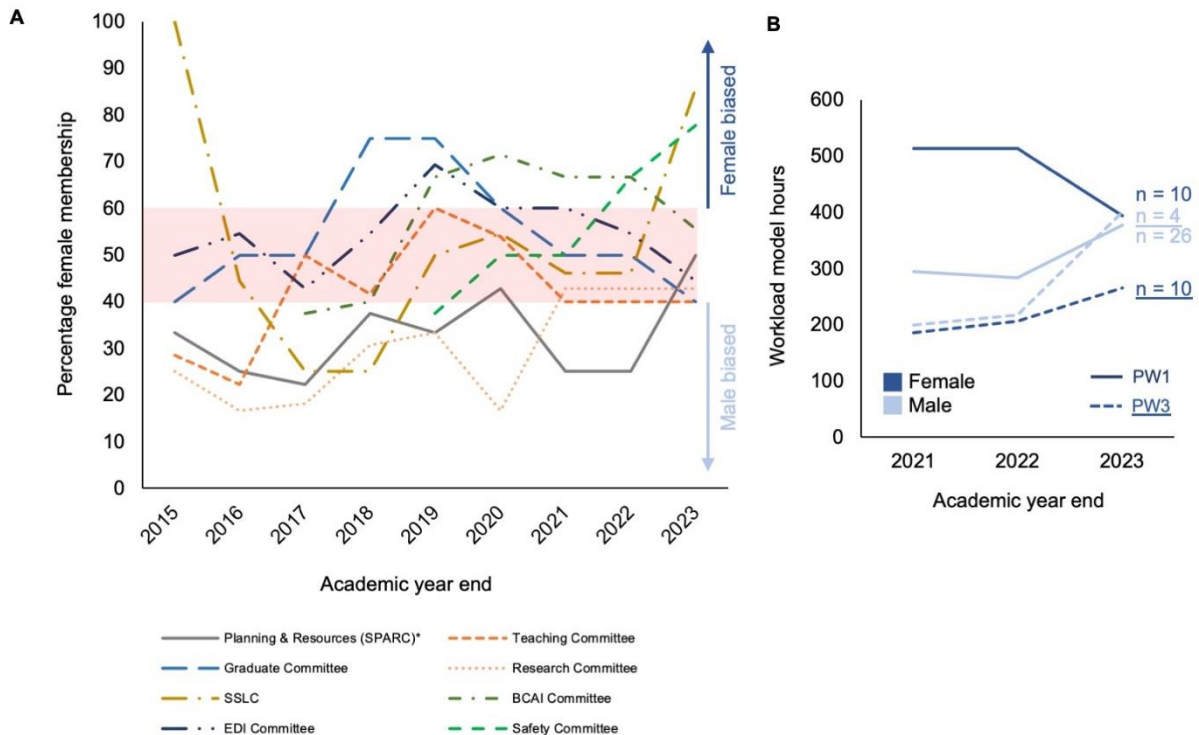 A
100
90
80
70
60
50
40
30
20
10
0
Percentage female membership
Female biased
Male biased
2015
2016
2017
2018
2019
2020
2021
2022
2023
Academic year end
Planning & Resources (SPARC)*
Teaching Committee
Graduate Committee
Research Committee
SSLC
BCAI Committee
EDI Committee
Safety Committee
B
600
500
400
300
200
100
0
Workload model hours
n = 10
n = 4
n = 26
n = 10
Female
Male
PW1
PW3
2021
2022
2023
Academic year end